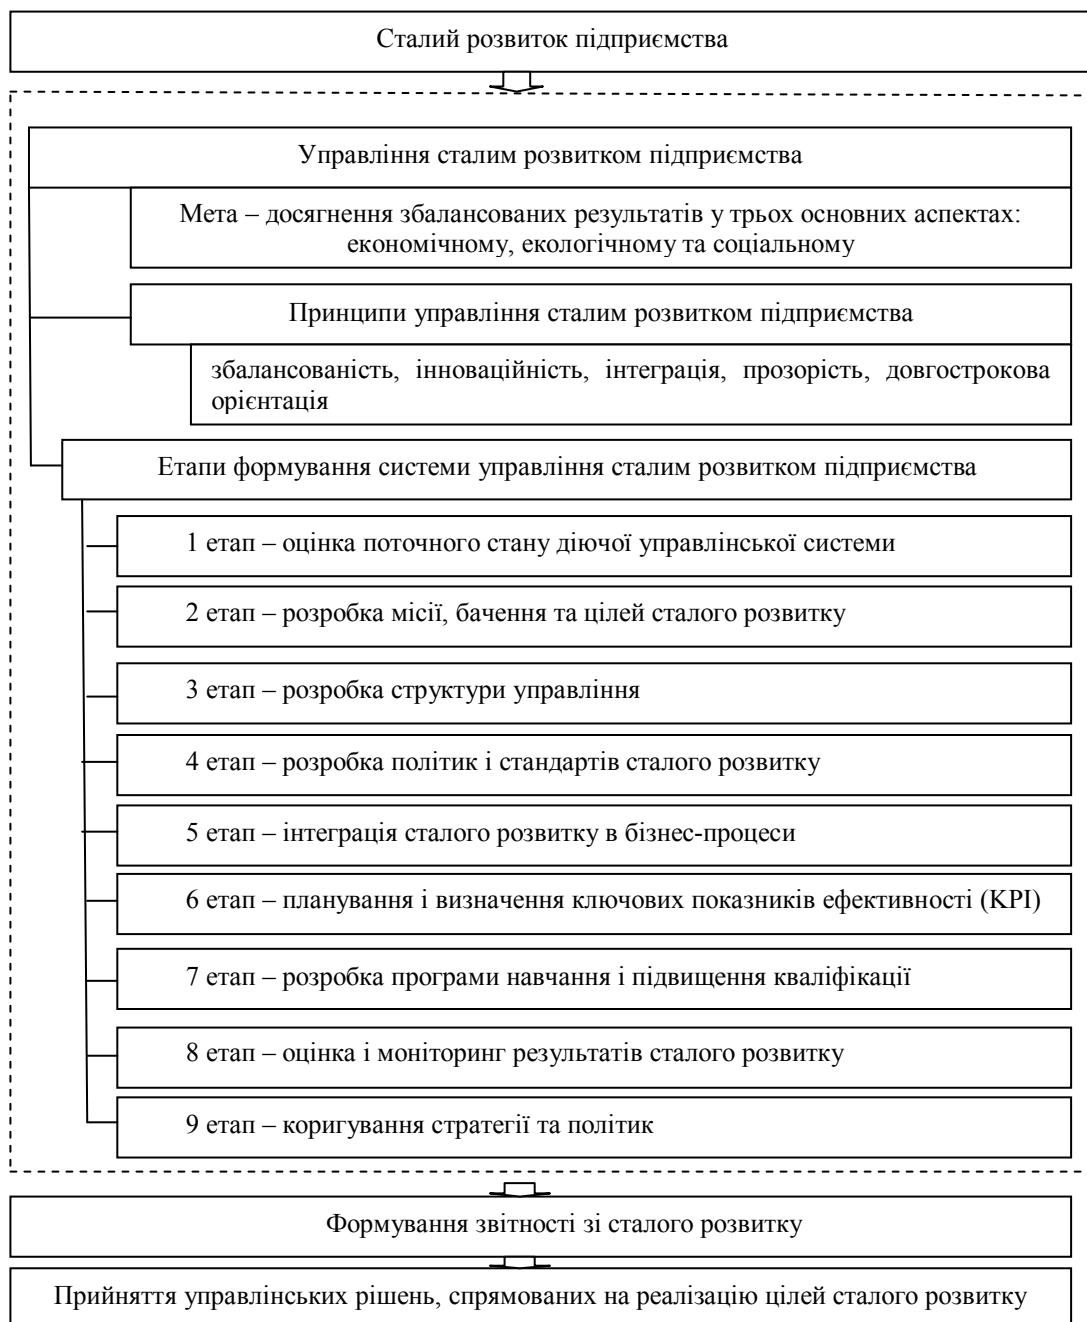 Сталий розвиток підприємства
Управління сталим розвитком підприємства
Мета – досягнення збалансованих результатів у трьох основних аспектах:
економічному, екологічному та соціальному
Принципи управління сталим розвитком підприємства
збалансованість, інноваційність, інтеграція, прозорість, довгострокова
орієнтація
Етапи формування системи управління сталим розвитком підприємства
1 етап – оцінка поточного стану діючої управлінської системи
2 етап – розробка місії, бачення та цілей сталого розвитку
3 етап – розробка структури управління
4 етап – розробка політик і стандартів сталого розвитку
5 етап – інтеграція сталого розвитку в бізнес-процеси
6 етап – планування і визначення ключових показників ефективності (KPI)
7 етап – розробка програми навчання і підвищення кваліфікації
8 етап – оцінка і моніторинг результатів сталого розвитку
9 етап – коригування стратегії та політик
Формування звітності зі сталого розвитку
Прийняття управлінських рішень, спрямованих на реалізацію цілей сталого розвитку